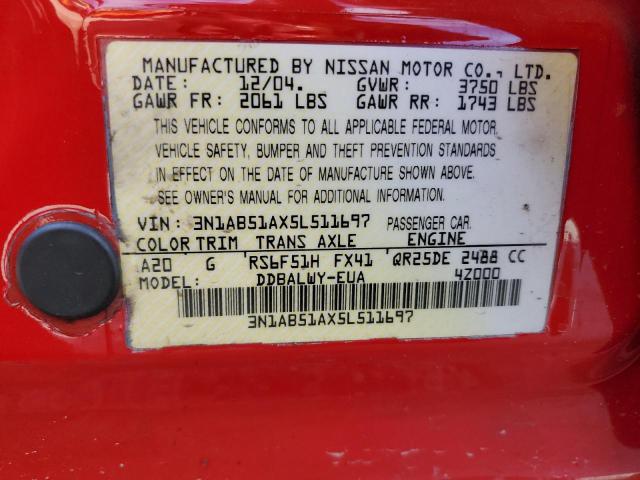 MANUFACTURED BY NISSAN MOTOR CO., LTD.
DATE: 12/04. GVWR: 3750 LBS
GAWR FR: 2061 LBS GAWR RR: 1743 LBS
THIS VEHICLE CONFORMS TO ALL APPLICABLE FEDERAL MOTOR
VEHICLE SAFETY, BUMPER AND THEFT PREVENTION STANDARDS
IN EFFECT ON THE DATE OF MANUFACTURE SHOWN ABOVE.
SEE OWNER'S MANUAL FOR ADDITIONAL INFORMATION.
VIN: 3N1AB51AX5L511697 PASSENGER CAR.
COLOR TRIM TRANS AXLE ENGINE
A20 G RS6F51H FX41 QR25DE 2488 CC
MODEL: DDBALWY-EUA 4Z000
3N1AB51AX5L511697